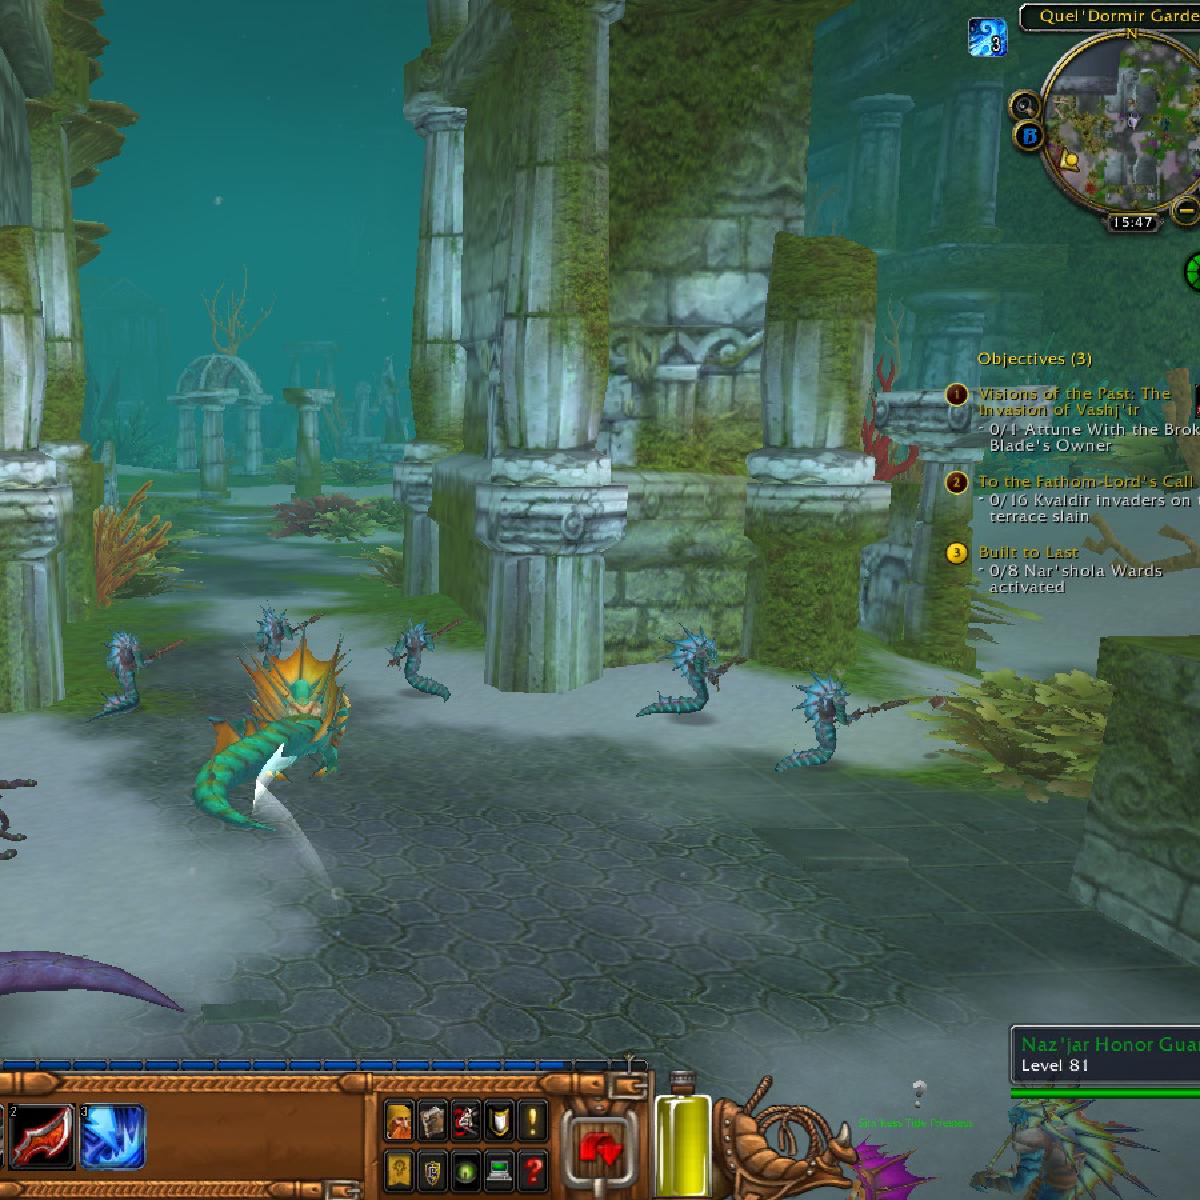 Quel'Dormir Garde
3
N
B
15:47
Objectives (3)
1 Visions of the Past: The
Invasion of Vashj'ir
- 0/1 Attune With the Brok
Blade's Owner
2 To the Fathom-Lord's Call
- 0/16 Kvaldir invaders on t
terrace slain
3 Built to Last
- 0/8 Nar'shola Wards
activated
Naz'jar Honor Guar
Level 81
2
3